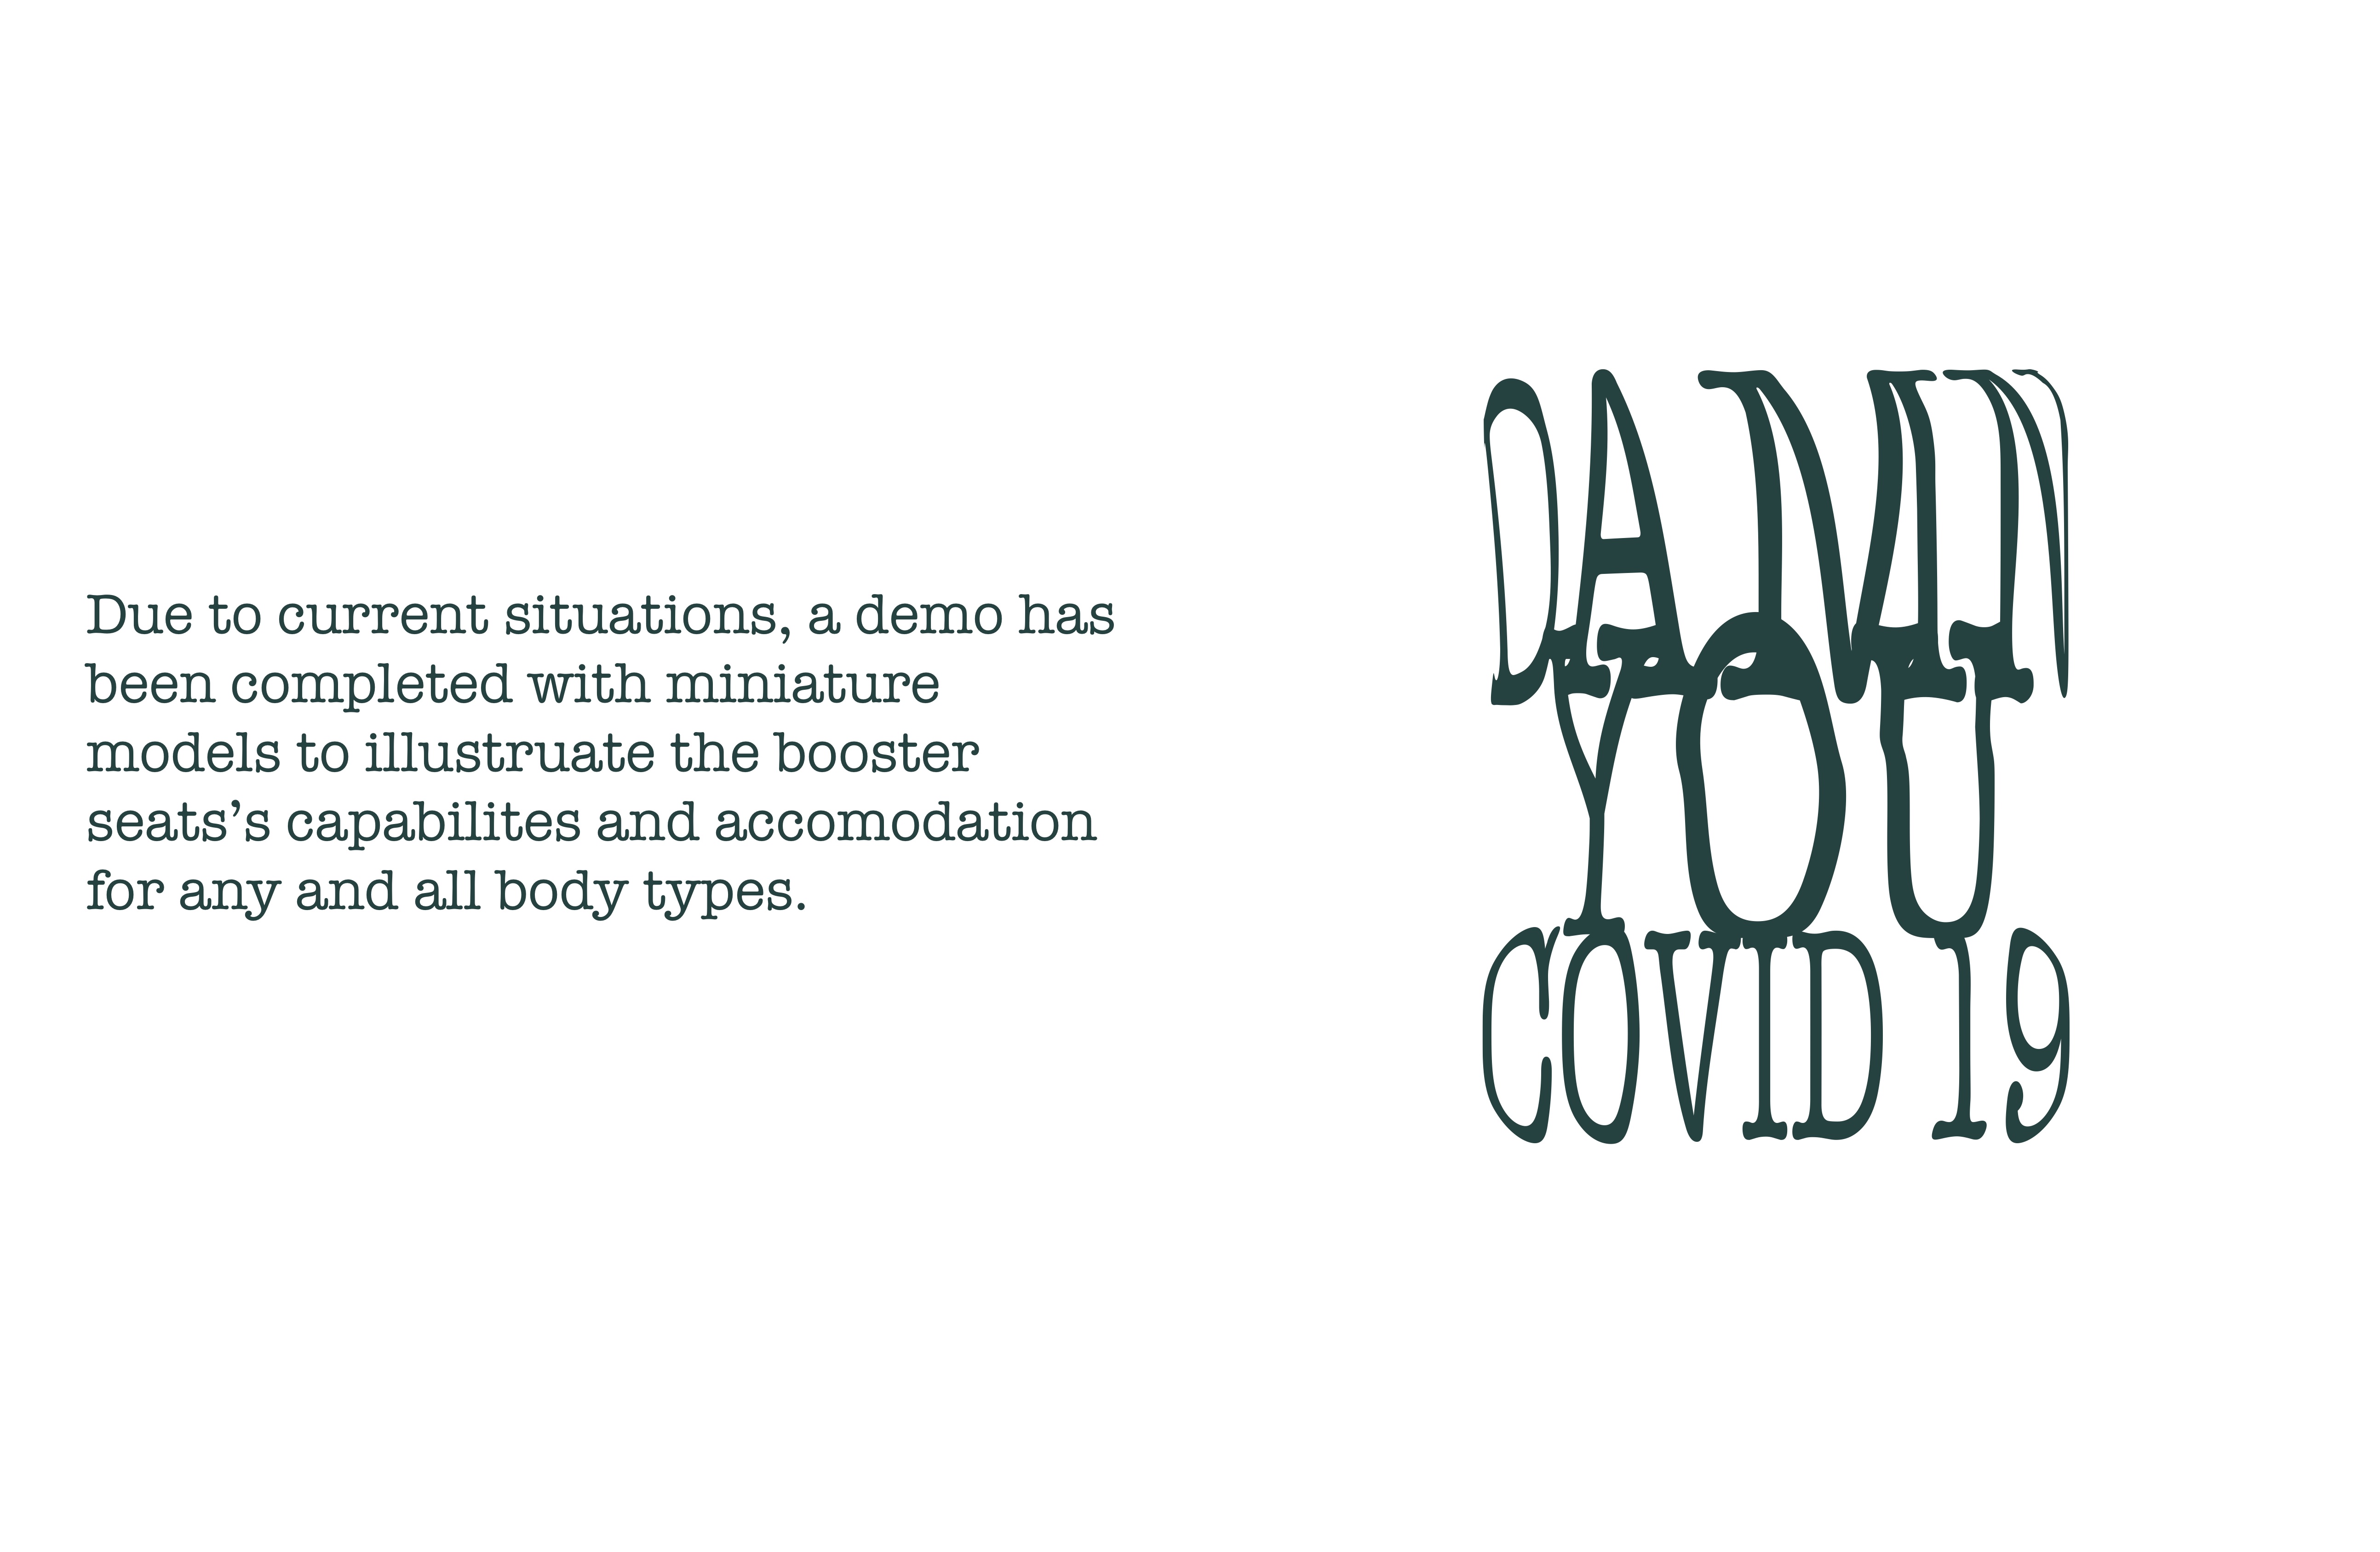 Due to current situations, a demo has
been completed with miniature
models to illustruate the booster
seats’s capabilites and accomodation
for any and all body types.
DAMN
YOU
COVID 19